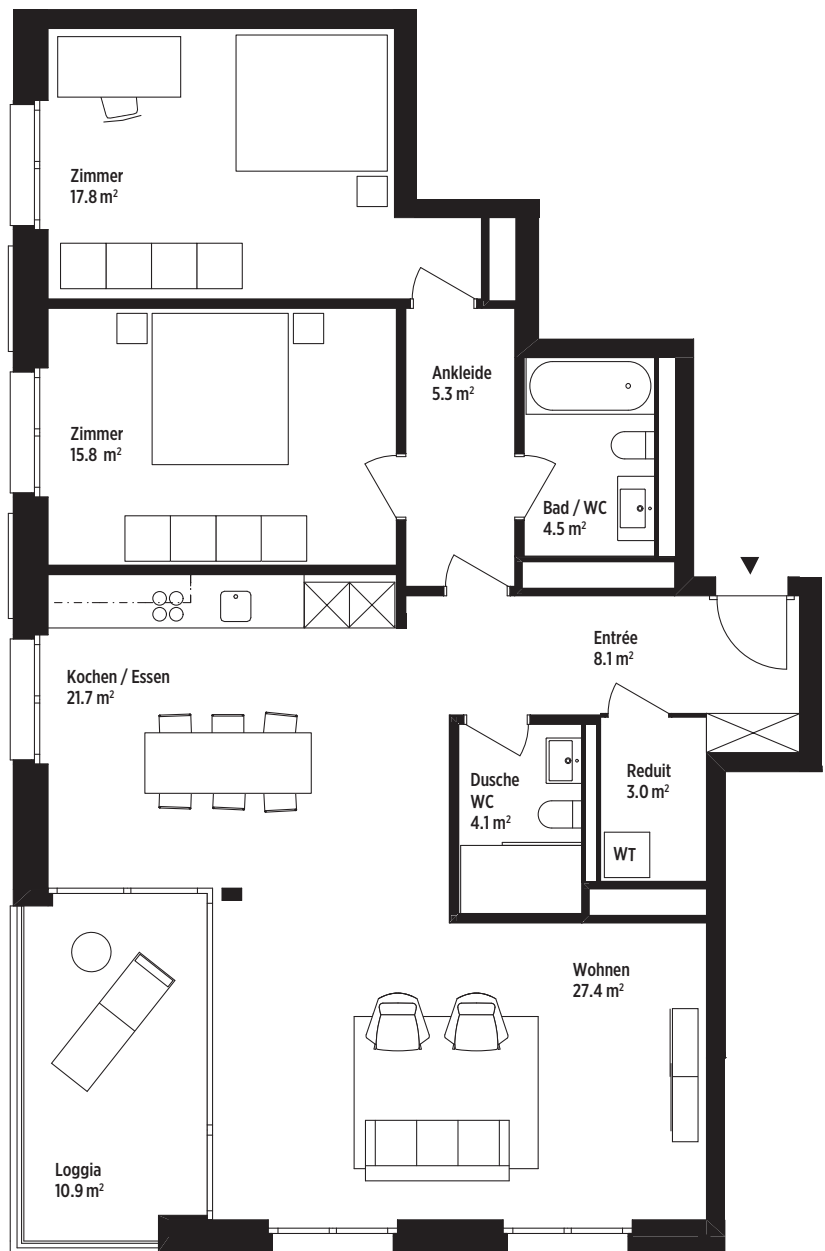 Zimmer
17.8 m²
Ankleide
5.3 m²
Zimmer
15.8 m²
Bad / WC
4.5 m²
Entrée
8.1 m²
Kochen / Essen
21.7 m²
Dusche
WC
4.1 m²
Reduit
3.0 m²
WT
Wohnen
27.4 m²
Loggia
10.9 m²